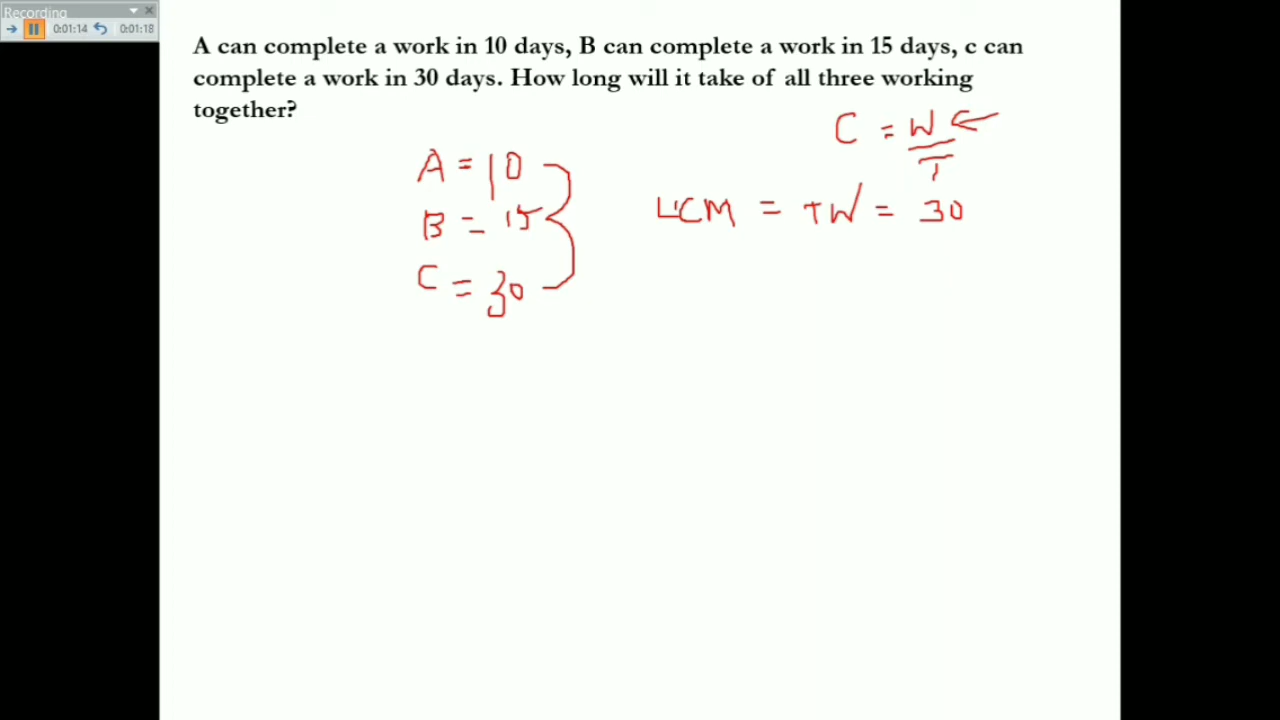 Recording
0:01:14 0:01:18
A can complete a work in 10 days, B can complete a work in 15 days, c can
complete a work in 30 days. How long will it take of all three working
together?
C = W
T
A = 10
LCM = TW = 30
B = 15
C = 30